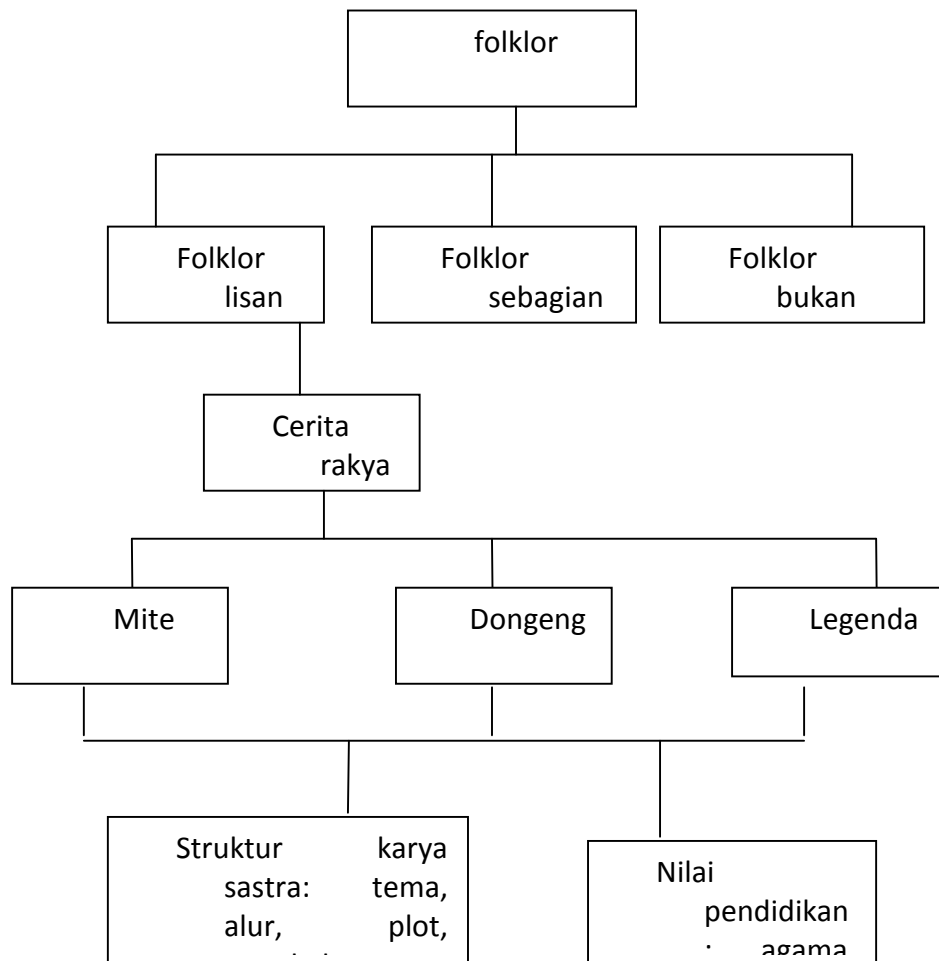 folklor
Folklor
lisan
Folklor
sebagian
Folklor
bukan
Cerita
rakya
Mite
Dongeng
Legenda
Struktur karya
sastra: tema,
alur, plot,
Nilai
pendidikan
: agama